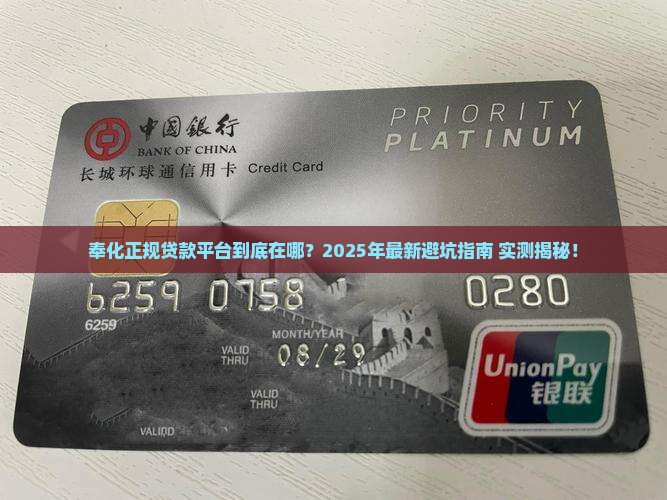 中国银行
BANK OF CHINA
长城环球通信用卡 Credit Card
PRIORITY
PLATINUM
奉化正规贷款平台到底在哪？2025年最新避坑指南 实测揭秘！
6259 0758 0280
6259
MONTH/YEAR
VALID THRU 08/29
VALID THRU
VALIDD
UnionPay
银联